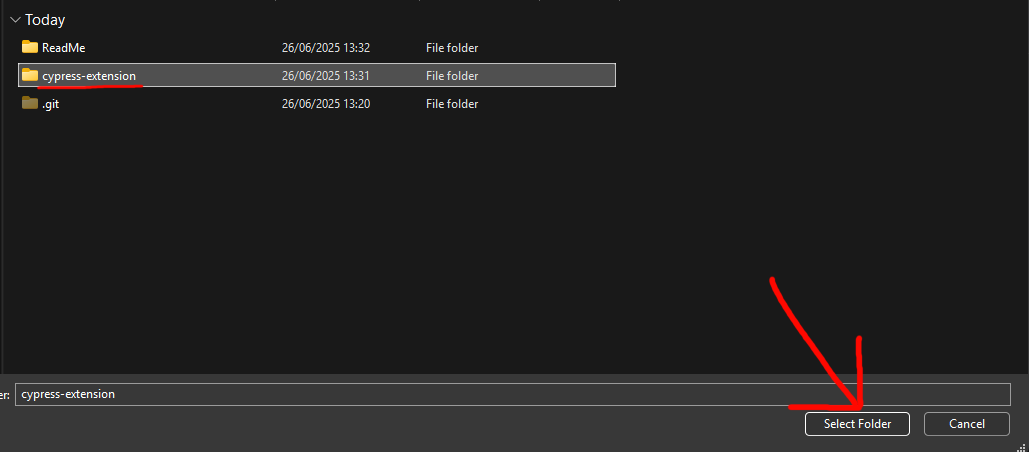 Today
ReadMe 26/06/2025 13:32 File folder
cypress-extension 26/06/2025 13:31 File folder
.git 26/06/2025 13:20 File folder
er: cypress-extension
Select Folder Cancel